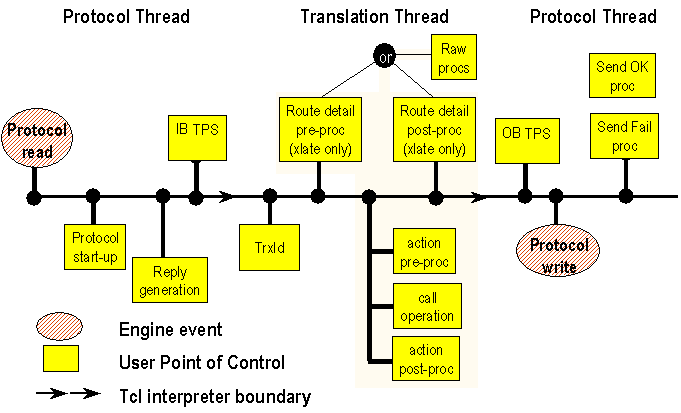 Protocol Thread
Translation Thread
Protocol Thread
or
Raw
procs
Send OK
proc
Protocol
read
IB TPS
Route detail
pre-proc
(xlate only)
Route detail
post-proc
(xlate only)
OB TPS
Send Fail
proc
Protocol
start-up
Reply
generation
TrxId
action
pre-proc
call
operation
action
post-proc
Protocol
write
Engine event
User Point of Control
Tcl interpreter boundary